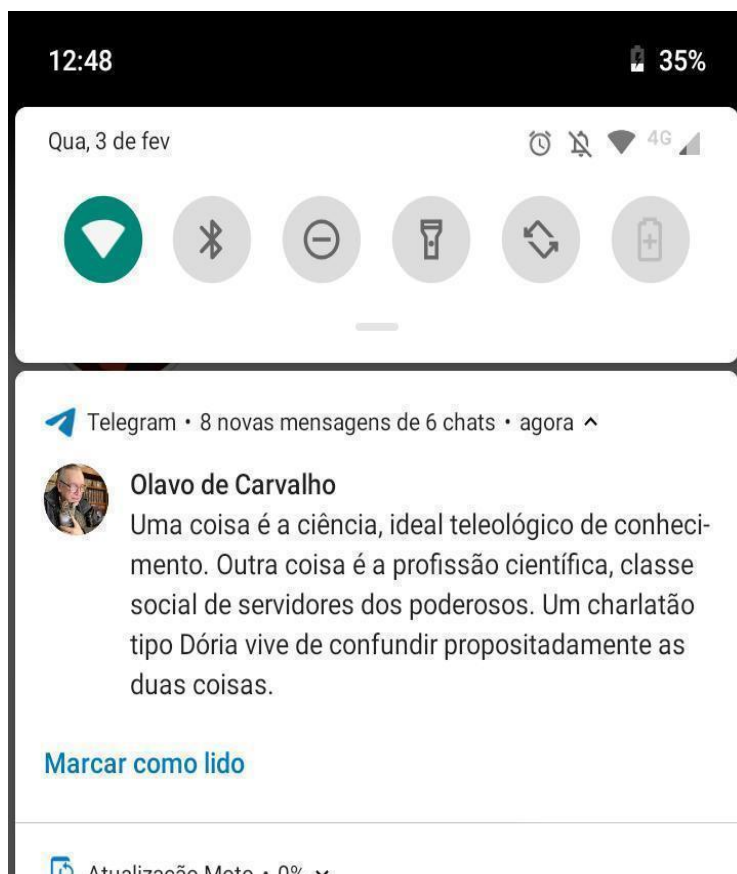 12:48 35%
Qua, 3 de fev 4G
Telegram • 8 novas mensagens de 6 chats • agora
Olavo de Carvalho
Uma coisa é a ciência, ideal teleológico de conheci-
mento. Outra coisa é a profissão científica, classe
social de servidores dos poderosos. Um charlatão
tipo Dória vive de confundir propositadamente as
duas coisas.
Marcar como lido
Atualização Moto • 0%